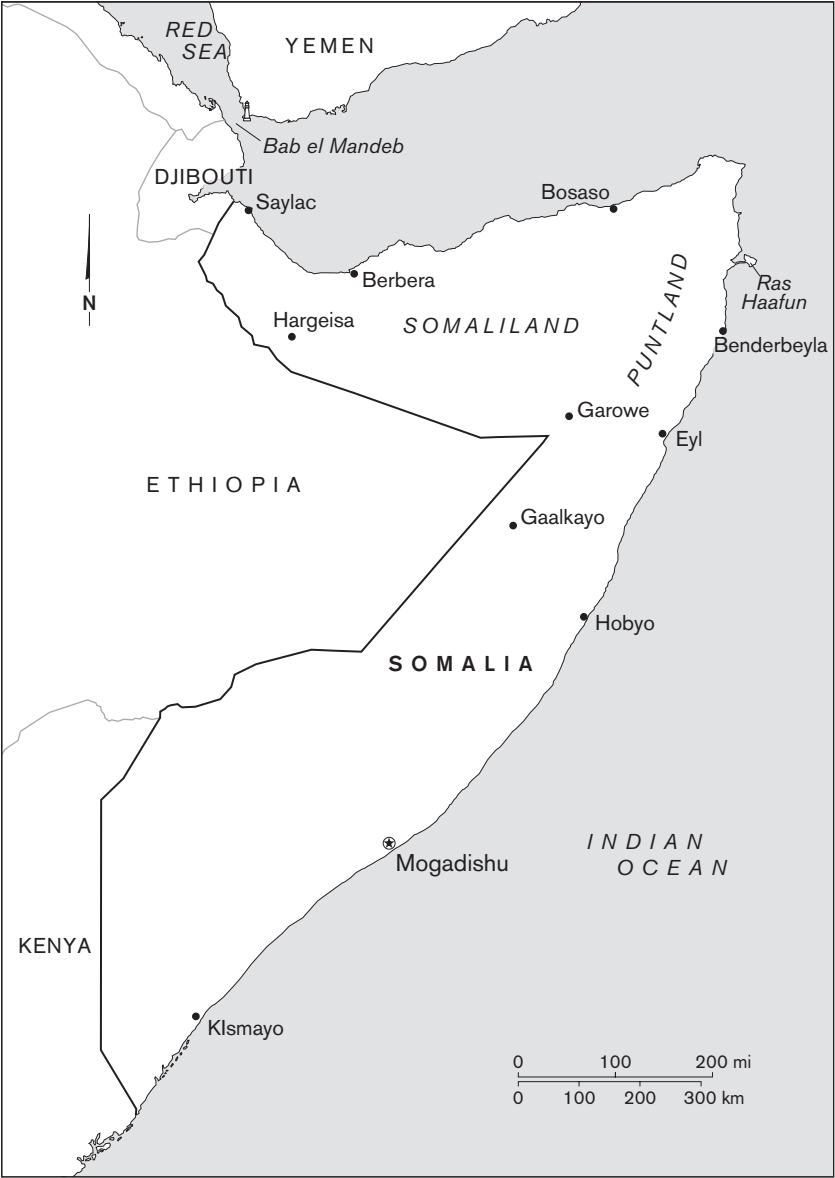 RED
SEA
YEMEN
Bab el Mandeb
DJIBOUTI
Saylac
Bosaso
Berbera
Ras
Haafun
N
Hargeisa
SOMALILAND
PUNTLAND
Benderbeyla
Garowe
Eyl
ETHIOPIA
Gaalkayo
Hobyo
SOMALIA
INDIAN
OCEAN
Mogadishu
KENYA
KIsmayo
0 100 200 mi
0 100 200 300 km